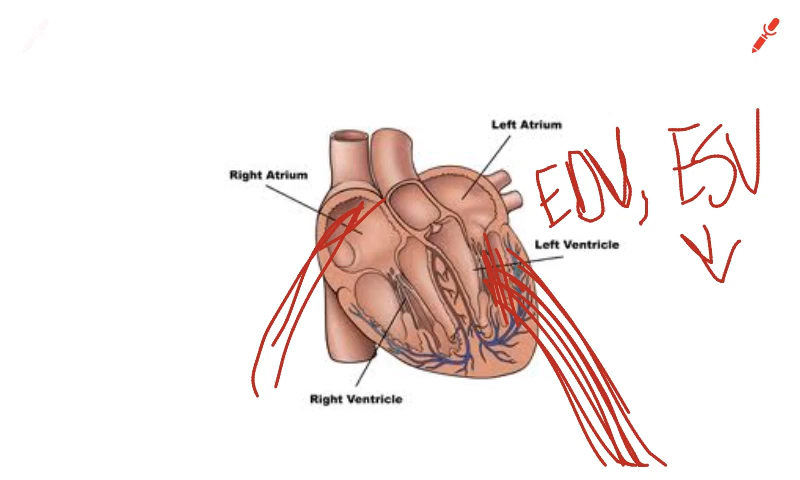 Left Atrium
Right Atrium
EDV, ESV
Left Ventricle
Right Ventricle